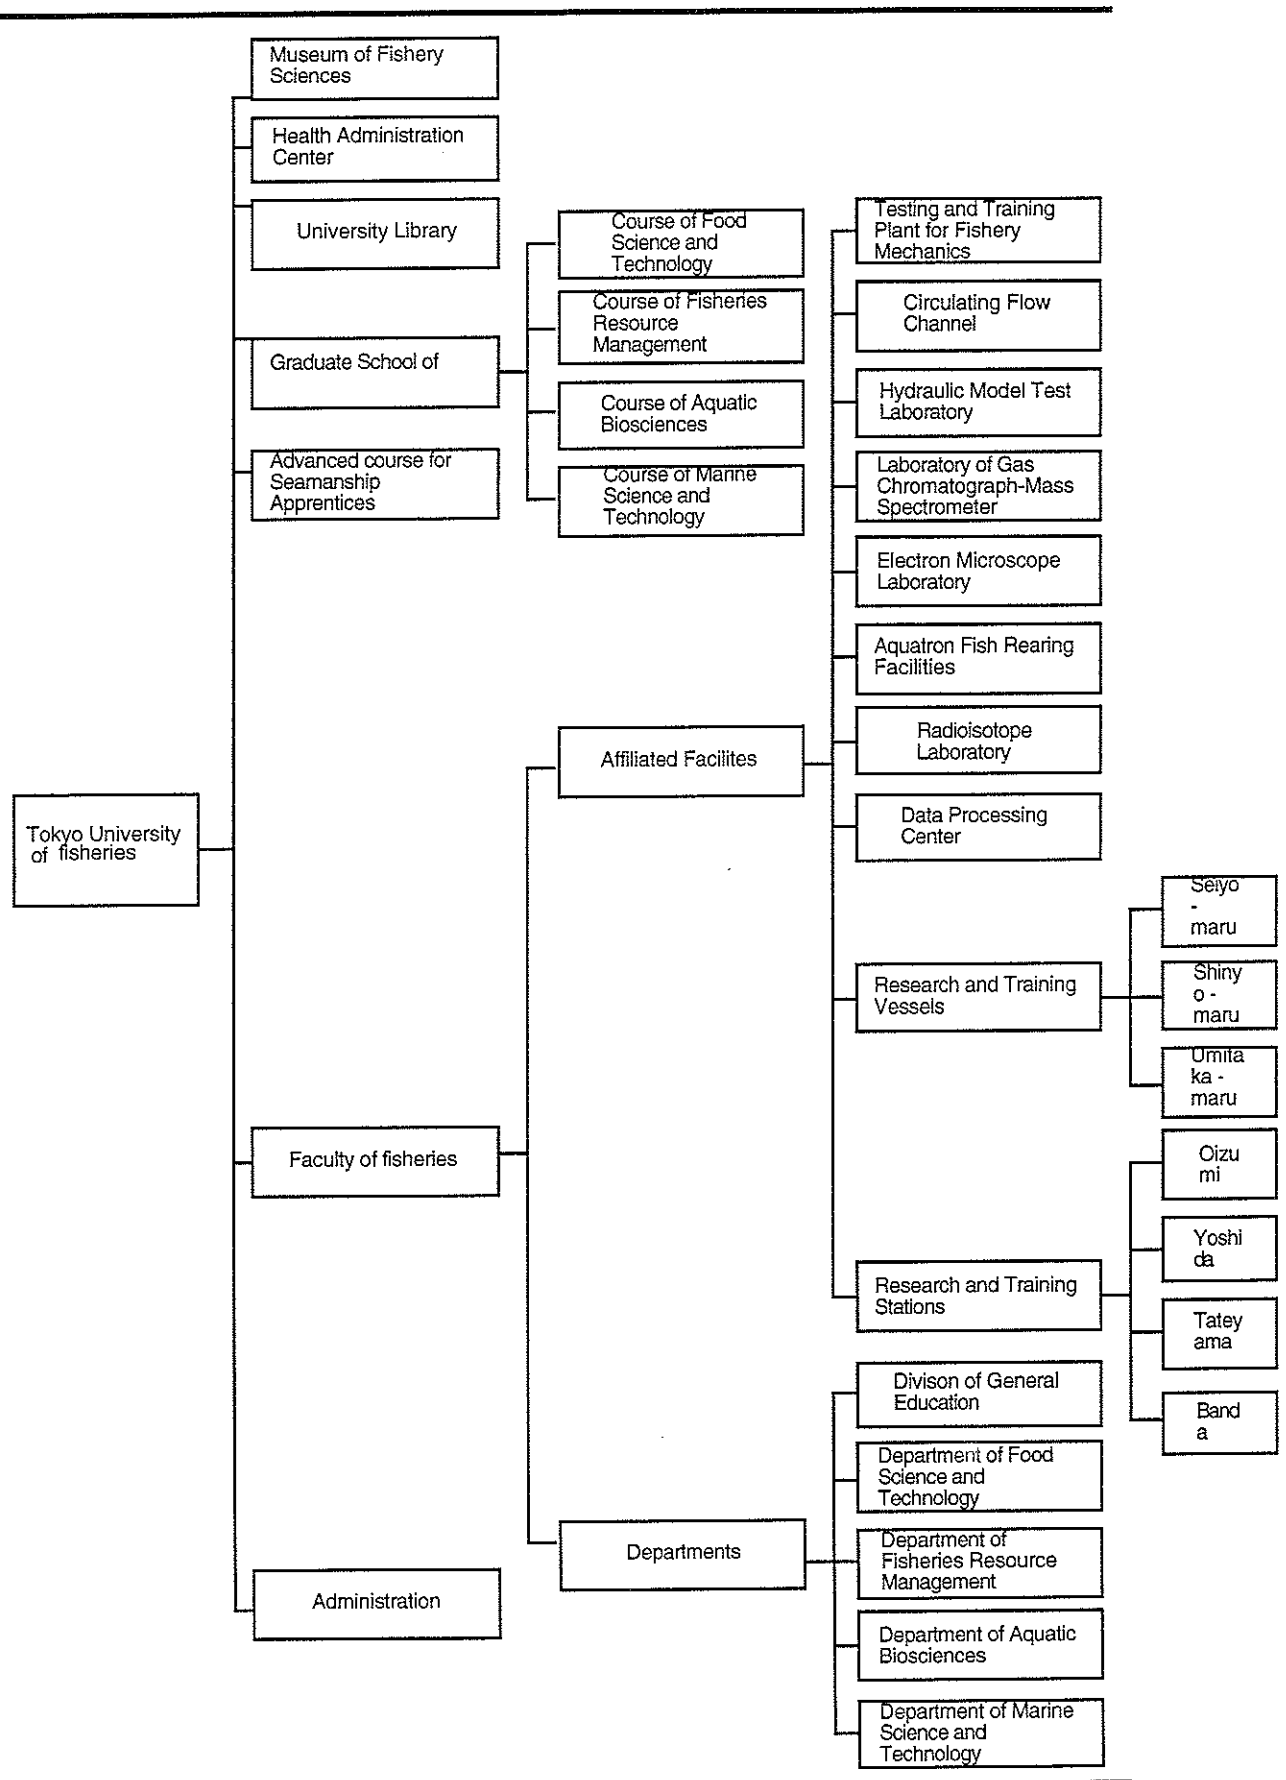 Museum of Fishery
Sciences
Health Administration
Center
University Library
Graduate School of
Advanced course for
Seamanship
Apprentices
Tokyo University
of fisheries
Faculty of fisheries
Administration
Course of Food
Science and
Technology
Course of Fisheries
Resource
Management
Course of Aquatic
Biosciences
Course of Marine
Science and
Technology
Affiliated Facilites
Departments
Testing and Training
Plant for Fishery
Mechanics
Circulating Flow
Channel
Hydraulic Model Test
Laboratory
Laboratory of Gas
Chromatograph-Mass
Spectrometer
Electron Microscope
Laboratory
Aquatron Fish Rearing
Facilities
Radioisotope
Laboratory
Data Processing
Center
Research and Training
Vessels
Research and Training
Stations
Divison of General
Education
Department of Food
Science and
Technology
Department of
Fisheries Resource
Management
Department of Aquatic
Biosciences
Department of Marine
Science and
Technology
Seiyo
-
maru
Shiny
o -
maru
Umita
ka -
maru
Oizu
mi
Yoshi
da
Tatey
ama
Band
a